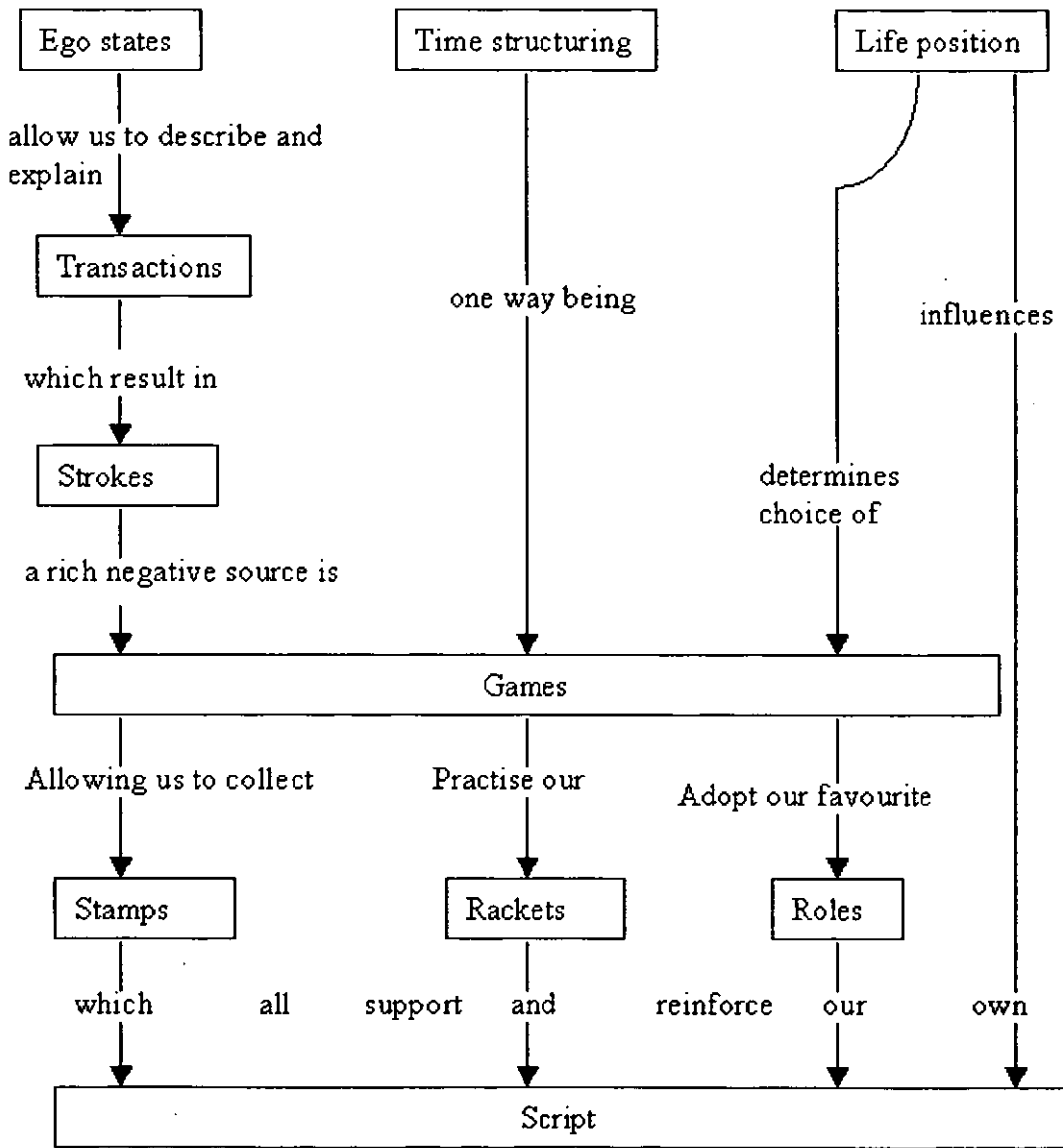 Ego states
Time structuring
Life position
allow us to describe and
explain
Transactions
one way being
influences
which result in
Strokes
determines
choice of
a rich negative source is
Games
Allowing us to collect
Practise our
Adopt our favourite
Stamps
Rackets
Roles
which all support and reinforce our own
Script